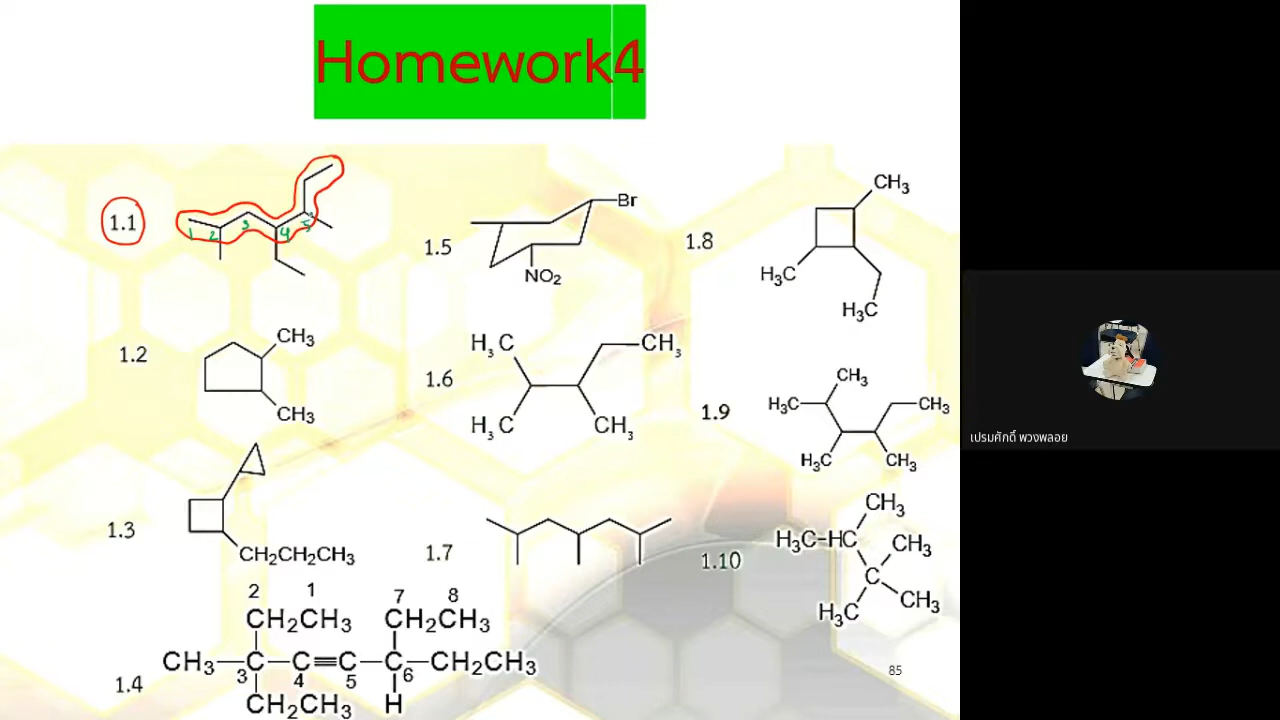 Homework4
1.1
1 2 3 4 5
1.2
CH₃
CH₃
1.3
CH₂CH₂CH₃
1.4
2 1
CH₂CH₃
7 8
CH₂CH₃
CH₃ C C≡C C CH₂CH₃
3 4 5 6
CH₂CH₃
H
1.5
Br
NO₂
1.6
H₃C
CH₃
H₃C
CH₃
1.7
1.8
CH₃
H₃C
H₃C
1.9
CH₃
H₃C
CH₃
H₃C
CH₃
1.10
CH₃
H₃C-HC
CH₃
C
CH₃
H₃C
85
เปรมศักดิ์ พวงพลอย